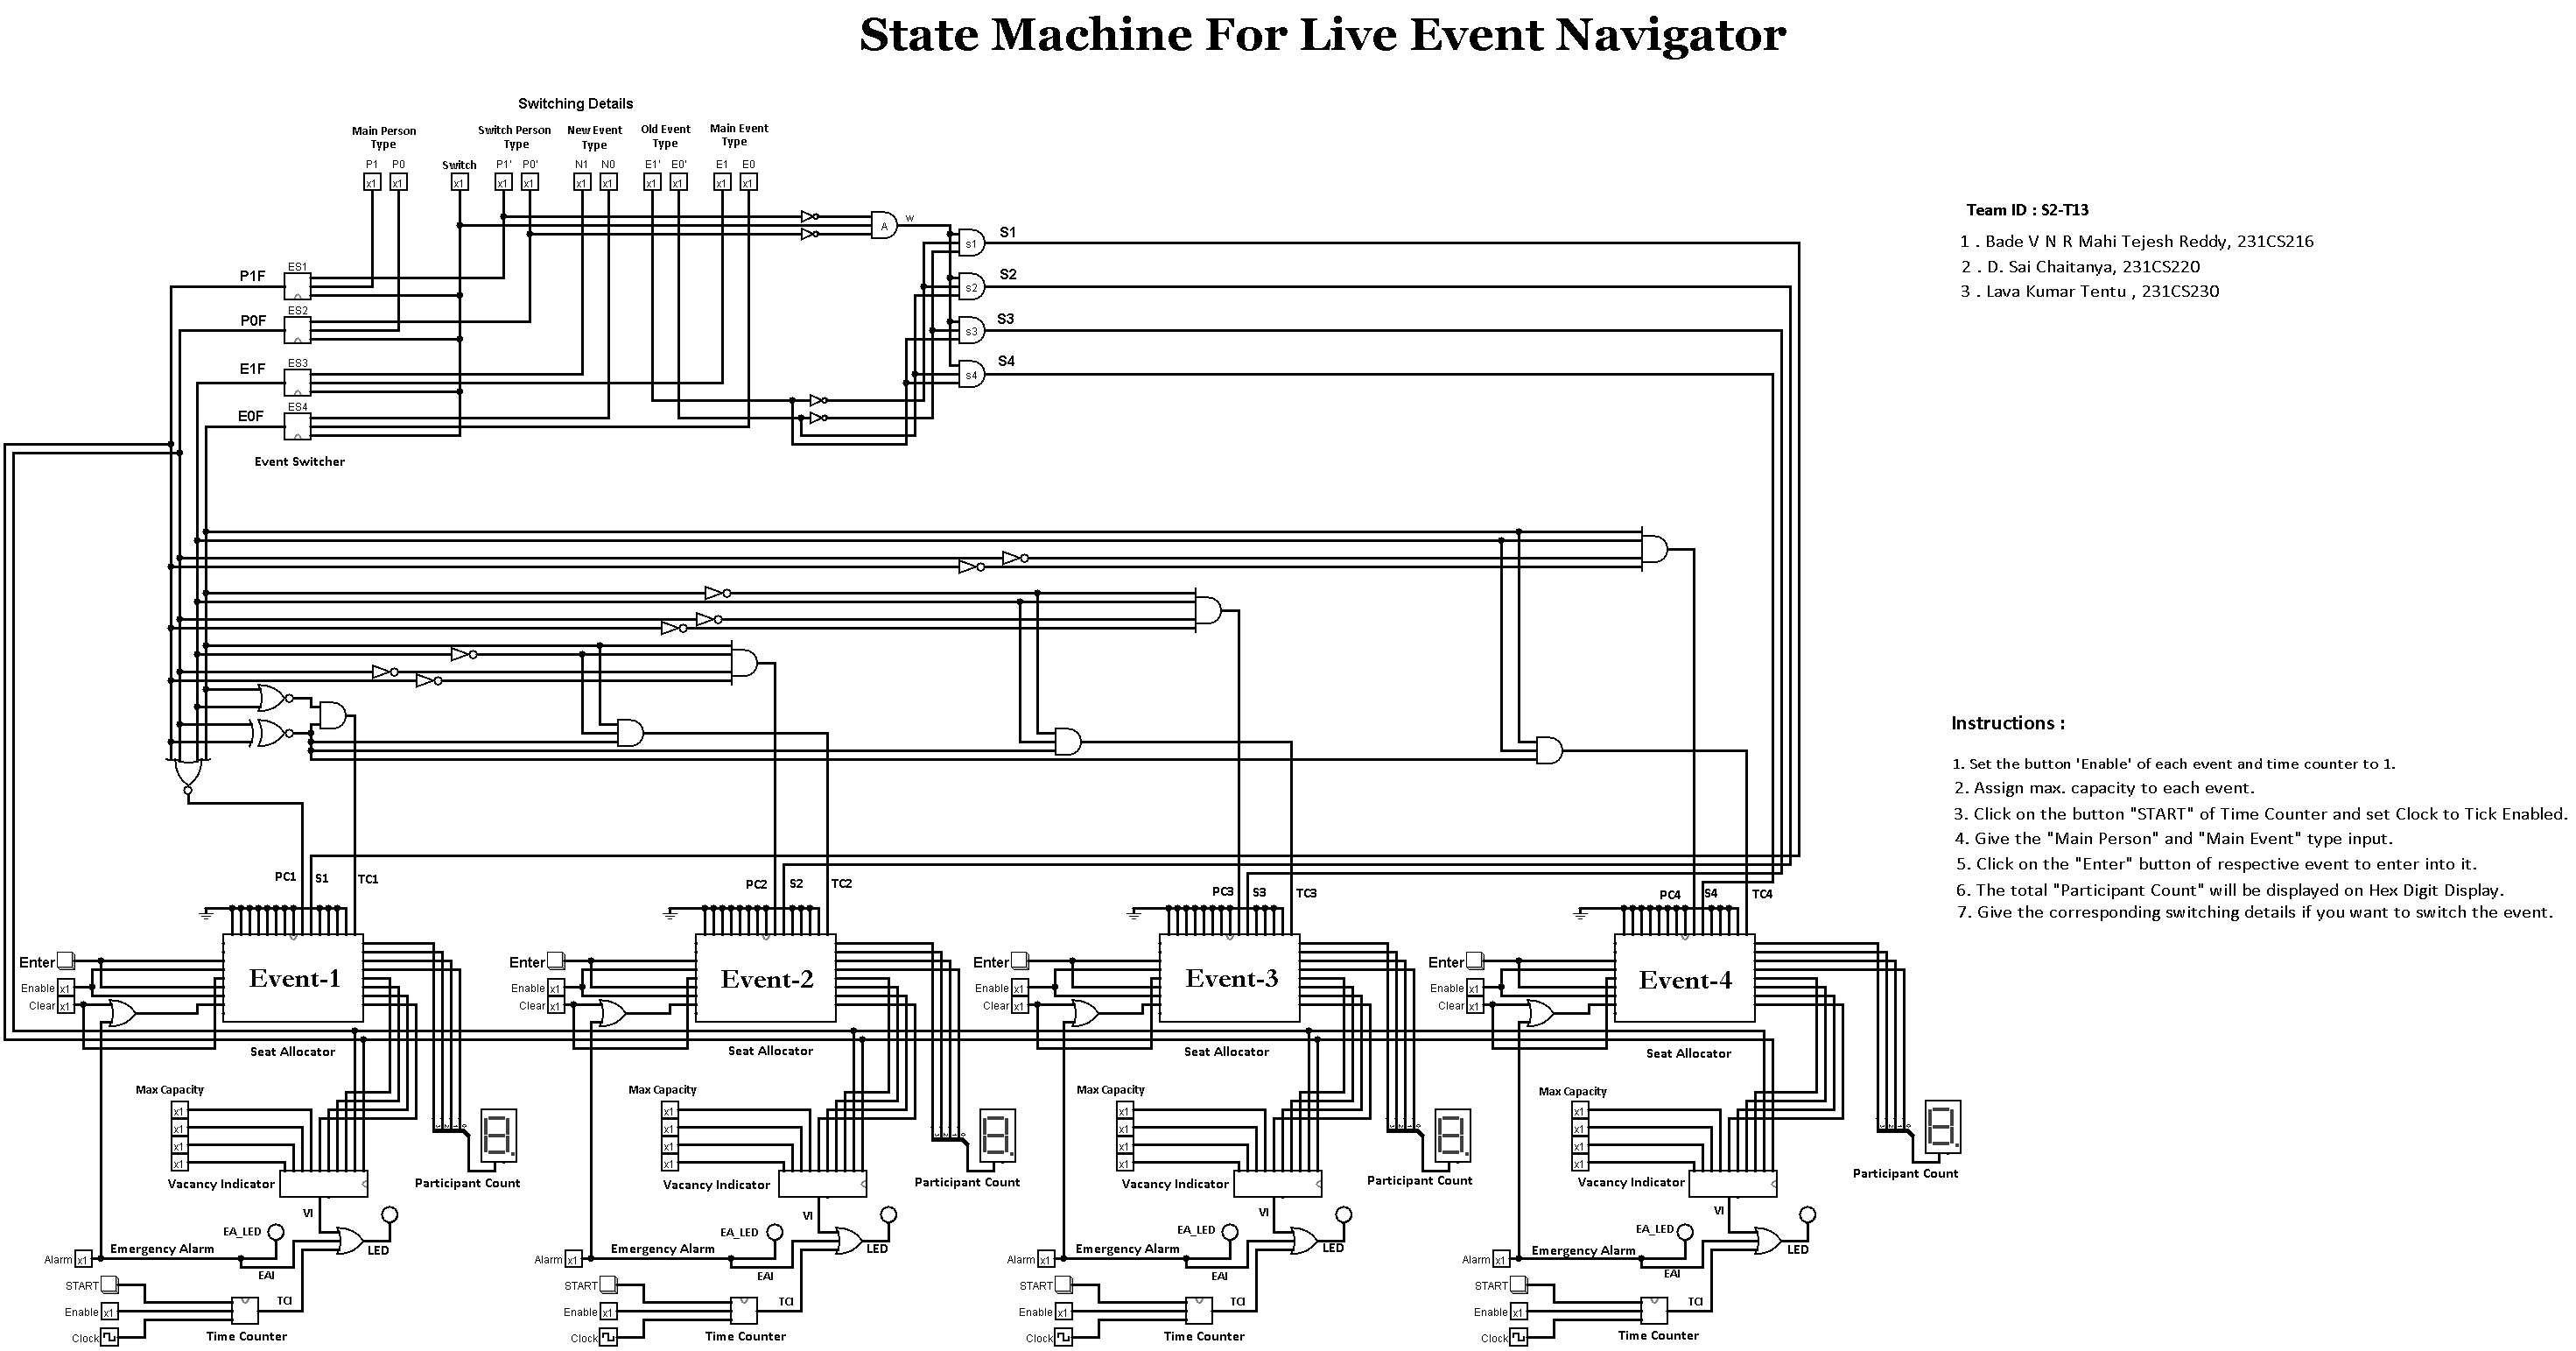 State Machine For Live Event Navigator
Switching Details
Main Person Type
Switch Person Type
New Event Type
Old Event Type
Main Event Type
P1 P0 Switch P1' P0' N1 N0 E1' E0' E1 E0
x1 x1 x1 x1 x1 x1 x1 x1 x1 x1 x1
A w
s1 S1
s2 S2
s3 S3
s4 S4
P1F ES1
P0F ES2
E1F ES3
E0F ES4
Event Switcher
Team ID : S2-T13
1 . Bade V N R Mahi Tejesh Reddy, 231CS216
2 . D. Sai Chaitanya, 231CS220
3 . Lava Kumar Tentu , 231CS230
Instructions :
1. Set the button 'Enable' of each event and time counter to 1.
2. Assign max. capacity to each event.
3. Click on the button "START" of Time Counter and set Clock to Tick Enabled.
4. Give the "Main Person" and "Main Event" type input.
5. Click on the "Enter" button of respective event to enter into it.
6. The total "Participant Count" will be displayed on Hex Digit Display.
7. Give the corresponding switching details if you want to switch the event.
PC1 S1 TC1
PC2 S2 TC2
PC3 S3 TC3
PC4 S4 TC4
Enter
Enable x1
Clear x1
Event-1
Seat Allocator
Max Capacity
x1
x1
x1
x1
Vacancy Indicator
Participant Count
VI
EA_LED
LED
Alarm x1 Emergency Alarm
EAI
START
Enable x1
Clock
TCI
Time Counter
Enter
Enable x1
Clear x1
Event-2
Seat Allocator
Max Capacity
x1
x1
x1
x1
Vacancy Indicator
Participant Count
VI
EA_LED
LED
Alarm x1 Emergency Alarm
EAI
START
Enable x1
Clock
TCI
Time Counter
Enter
Enable x1
Clear x1
Event-3
Seat Allocator
Max Capacity
x1
x1
x1
x1
Vacancy Indicator
Participant Count
VI
EA_LED
LED
Alarm x1 Emergency Alarm
EAI
START
Enable x1
Clock
TCI
Time Counter
Enter
Enable x1
Clear x1
Event-4
Seat Allocator
Max Capacity
x1
x1
x1
x1
Vacancy Indicator
Participant Count
VI
EA_LED
LED
Alarm x1 Emergency Alarm
EAI
START
Enable x1
Clock
TCI
Time Counter